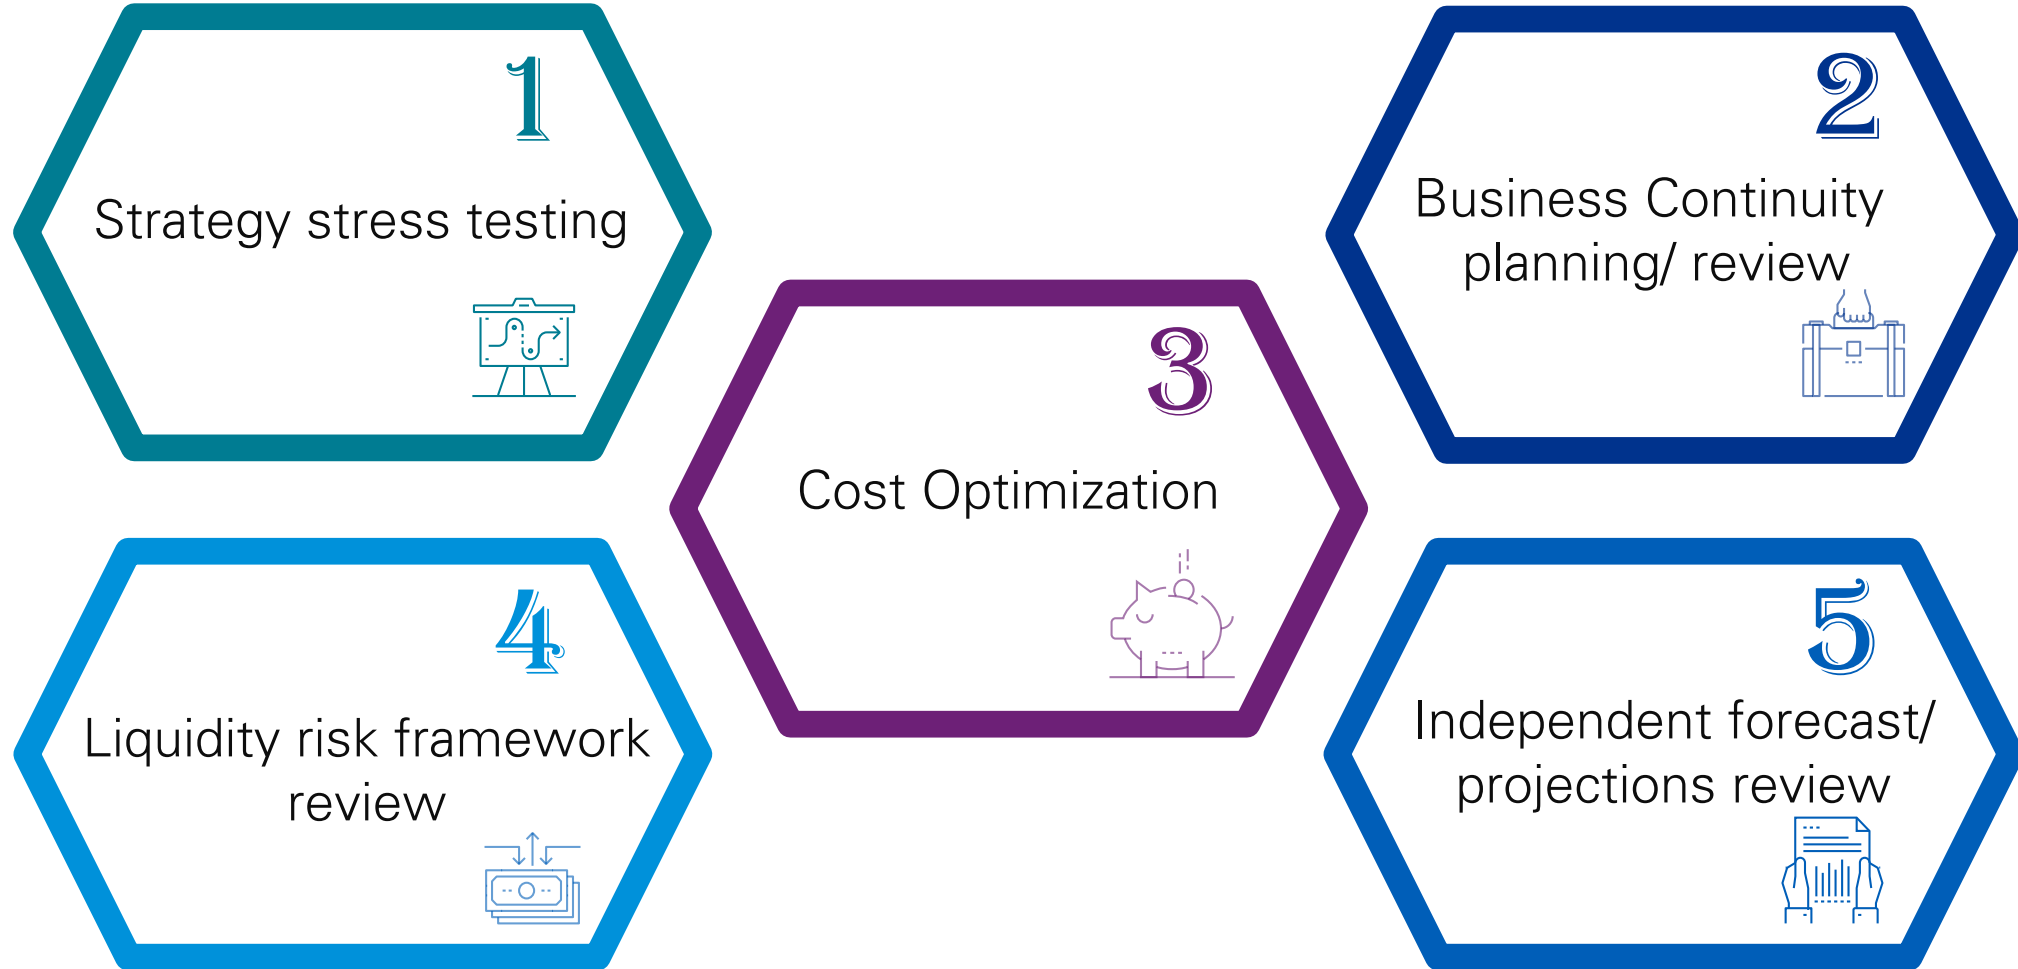 1
Strategy stress testing
2
Business Continuity
planning/ review
3
Cost Optimization
4
Liquidity risk framework
review
5
Independent forecast/
projections review